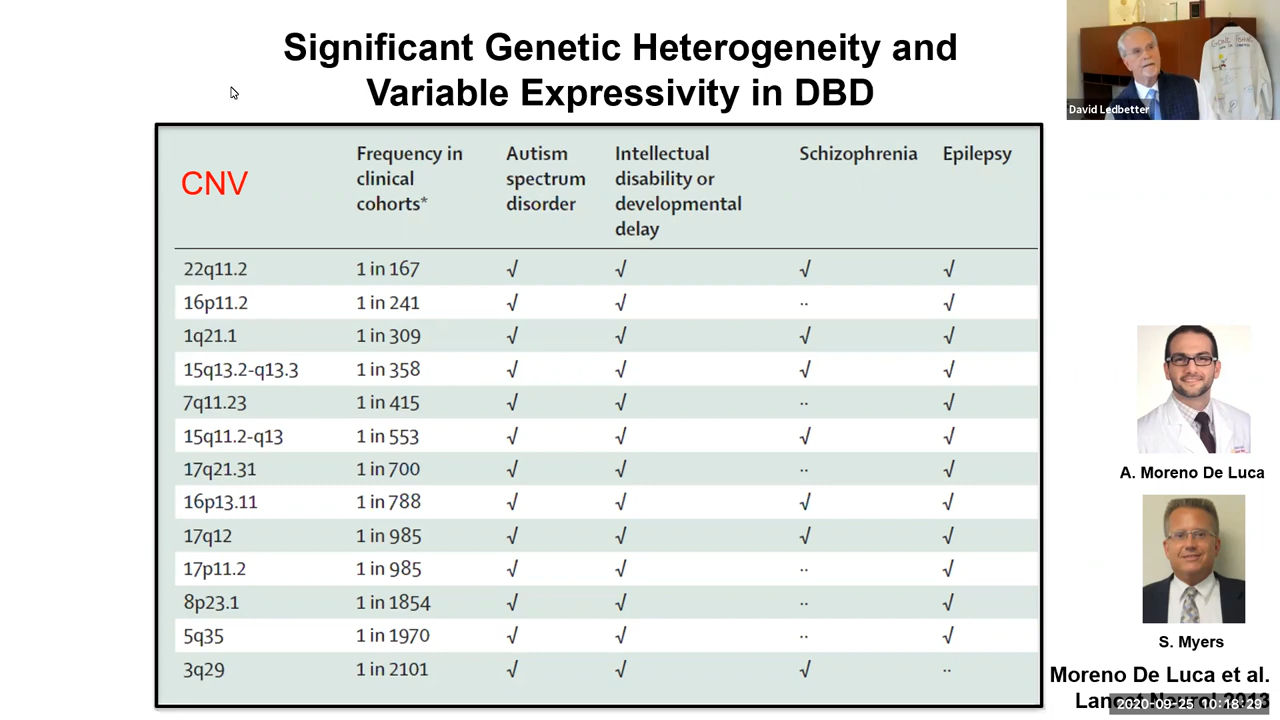 Significant Genetic Heterogeneity and
Variable Expressivity in DBD
David Ledbetter
CNV
Frequency in
clinical
cohorts*
Autism
spectrum
disorder
Intellectual
disability or
developmental
delay
Schizophrenia
Epilepsy
22q11.2 1 in 167 √ √ √ √
16p11.2 1 in 241 √ √ ·· √
1q21.1 1 in 309 √ √ √ √
15q13.2-q13.3 1 in 358 √ √ √ √
7q11.23 1 in 415 √ √ ·· √
15q11.2-q13 1 in 553 √ √ √ √
17q21.31 1 in 700 √ √ ·· √
16p13.11 1 in 788 √ √ √ √
17q12 1 in 985 √ √ √ √
17p11.2 1 in 985 √ √ ·· √
8p23.1 1 in 1854 √ √ ·· √
5q35 1 in 1970 √ √ ·· √
3q29 1 in 2101 √ √ √ ··
A. Moreno De Luca
S. Myers
Moreno De Luca et al.
Lancet Neurol 2013
2020-09-25 10:18:29